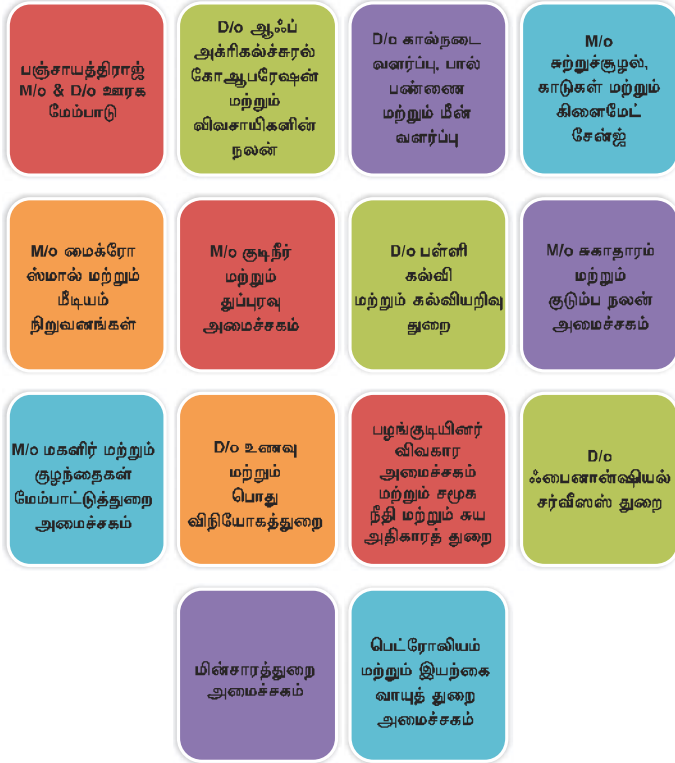 பஞ்சாயத்திராஜ்
M/o & D/o ஊரக
மேம்பாடு
D/o ஆஃப்
அக்ரிகல்ச்சுரல்
கோஆபரேஷன்
மற்றும்
விவசாயிகளின்
நலன்
D/o கால்நடை
வளர்ப்பு, பால்
பண்ணை
மற்றும் மீன்
வளர்ப்பு
M/o
சுற்றுச்சூழல்,
காடுகள் மற்றும்
கிளைமேட்
சேன்ஜ்
M/o மைக்ரோ
ஸ்மால் மற்றும்
மீடியம்
நிறுவனங்கள்
M/o குடிநீர்
மற்றும்
துப்புரவு
அமைச்சகம்
D/o பள்ளி
கல்வி
மற்றும் கல்வியறிவு
துறை
M/o சுகாதாரம்
மற்றும்
குடும்ப நலன்
அமைச்சகம்
M/o மகளிர் மற்றும்
குழந்தைகள்
மேம்பாட்டுத்துறை
அமைச்சகம்
D/o உணவு
மற்றும்
பொது
வினியோகத்துறை
பழங்குடியினர்
விவகார
அமைச்சகம்
மற்றும் சமூக
நீதி மற்றும் சுய
அதிகாரத் துறை
D/o
ஃபைனான்ஷியல்
சர்வீஸஸ் துறை
மின்சாரத்துறை
அமைச்சகம்
பெட்ரோலியம்
மற்றும் இயற்கை
வாயுத் துறை
அமைச்சகம்